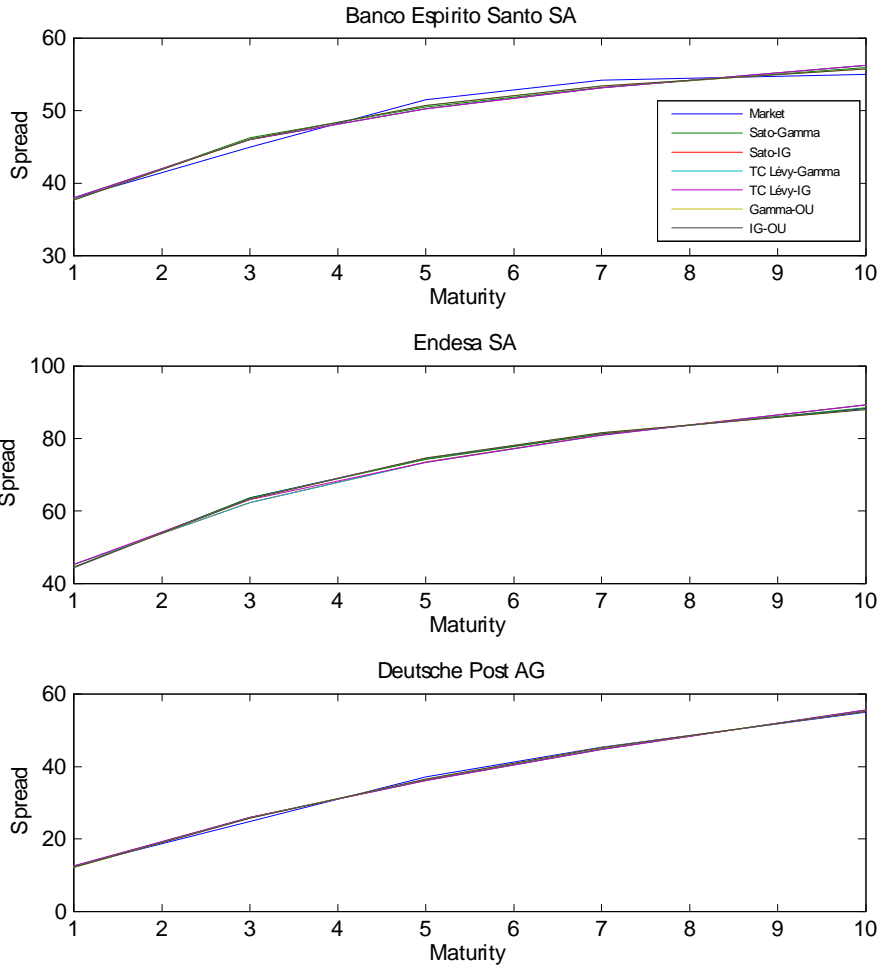 Banco Espirito Santo SA
60
50
40
30
Spread
Market
Sato-Gamma
Sato-IG
TC Lévy-Gamma
TC Lévy-IG
Gamma-OU
IG-OU
1 2 3 4 5 6 7 8 9 10
Maturity
Endesa SA
100
80
60
40
Spread
1 2 3 4 5 6 7 8 9 10
Maturity
Deutsche Post AG
60
40
20
0
Spread
1 2 3 4 5 6 7 8 9 10
Maturity